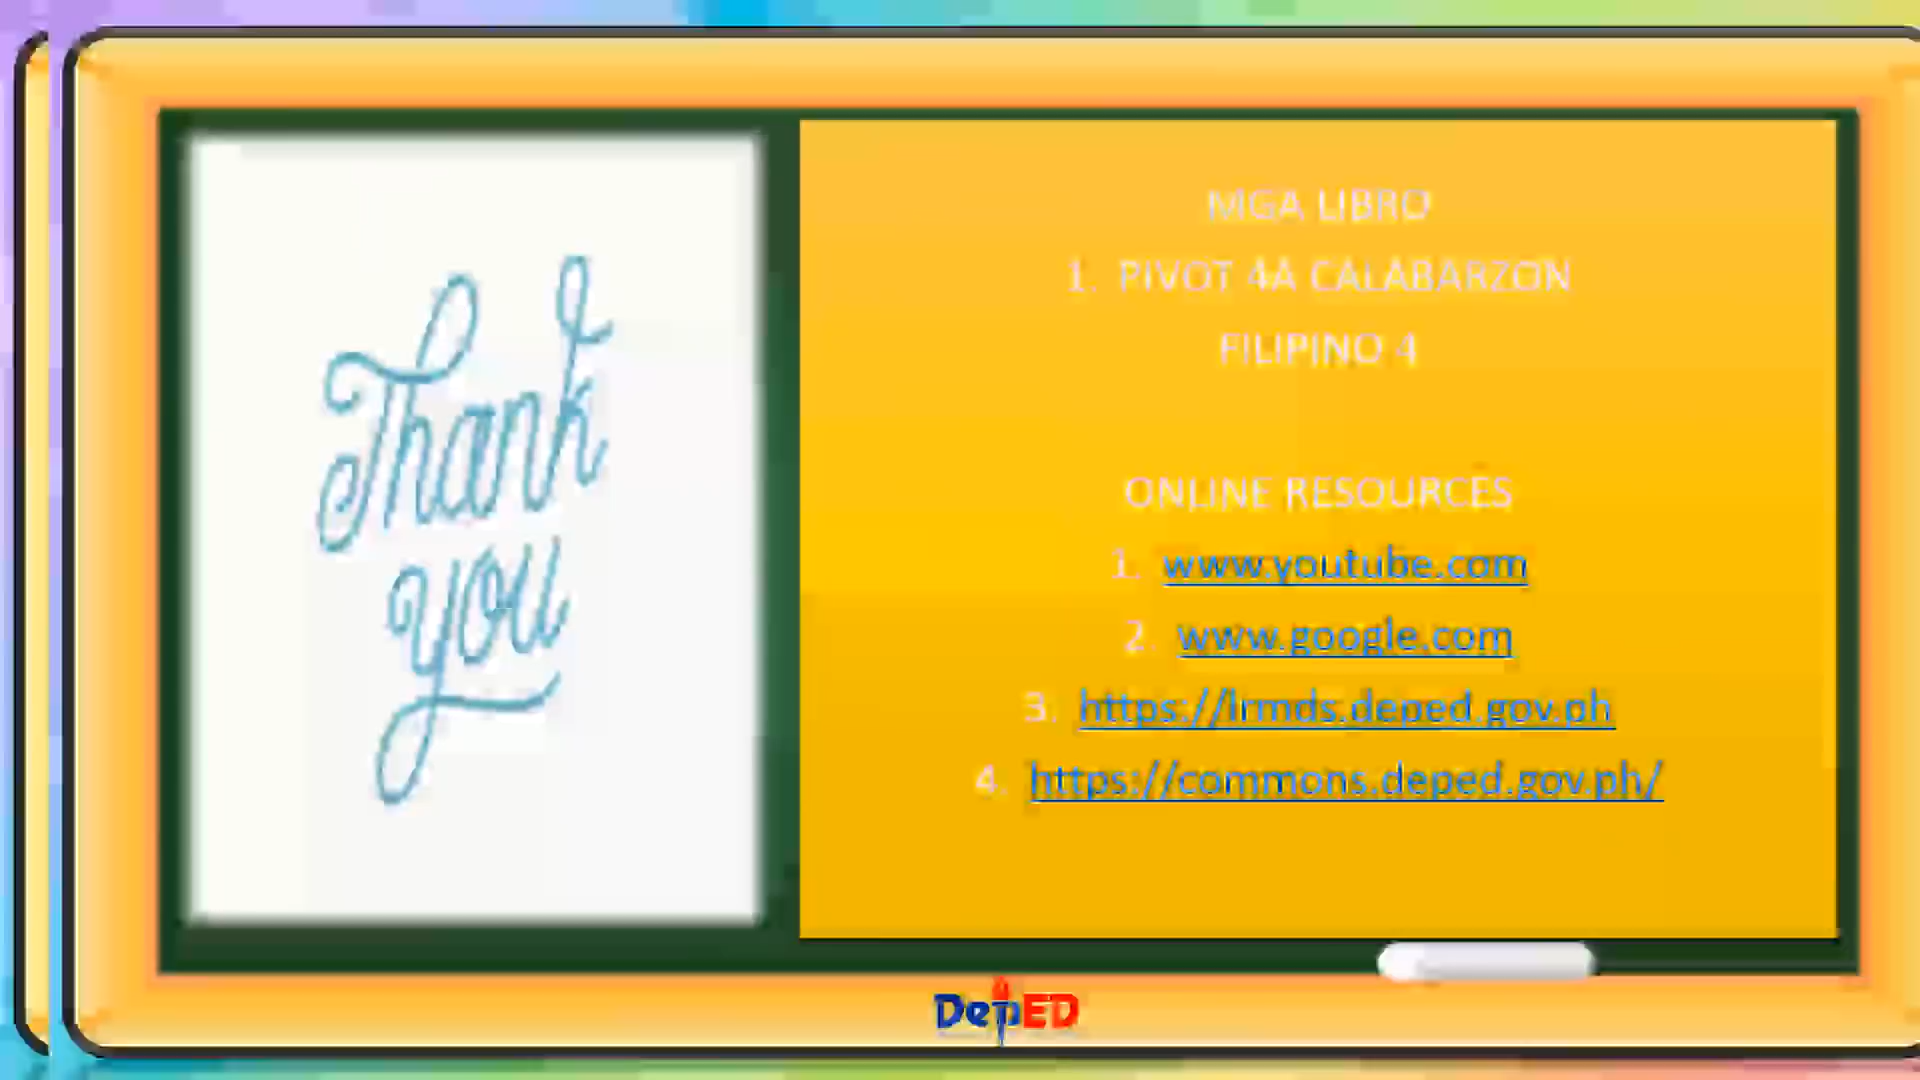 Thank
you
MGA LIBRO
1. PIVOT 4A CALABARZON
FILIPINO 4
ONLINE RESOURCES
1. www.youtube.com
2. www.google.com
3. https://lrmds.deped.gov.ph
4. https://commons.deped.gov.ph/
DepED